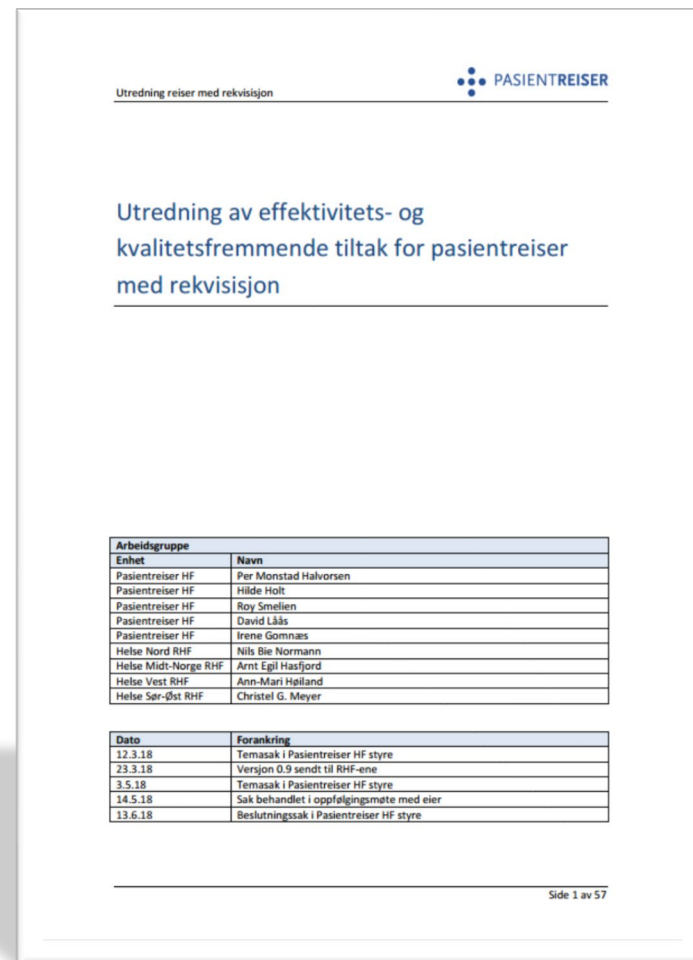 Utredning reiser med rekvisisjon
PASIENTREISER
Utredning av effektivitets- og
kvalitetsfremmende tiltak for pasientreiser
med rekvisisjon
Arbeidsgruppe
Enhet Navn
Pasientreiser HF Per Monstad Halvorsen
Pasientreiser HF Hilde Holt
Pasientreiser HF Roy Smelien
Pasientreiser HF David Låås
Pasientreiser HF Irene Gomnæs
Helse Nord RHF Nils Bie Normann
Helse Midt-Norge RHF Arnt Egil Hasfjord
Helse Vest RHF Ann-Mari Høiland
Helse Sør-Øst RHF Christel G. Meyer
Dato Forankring
12.3.18 Temasak i Pasientreiser HF styre
23.3.18 Versjon 0.9 sendt til RHF-ene
3.5.18 Temasak i Pasientreiser HF styre
14.5.18 Sak behandlet i oppfølgingsmøte med eier
13.6.18 Beslutningssak i Pasientreiser HF styre
Side 1 av 57